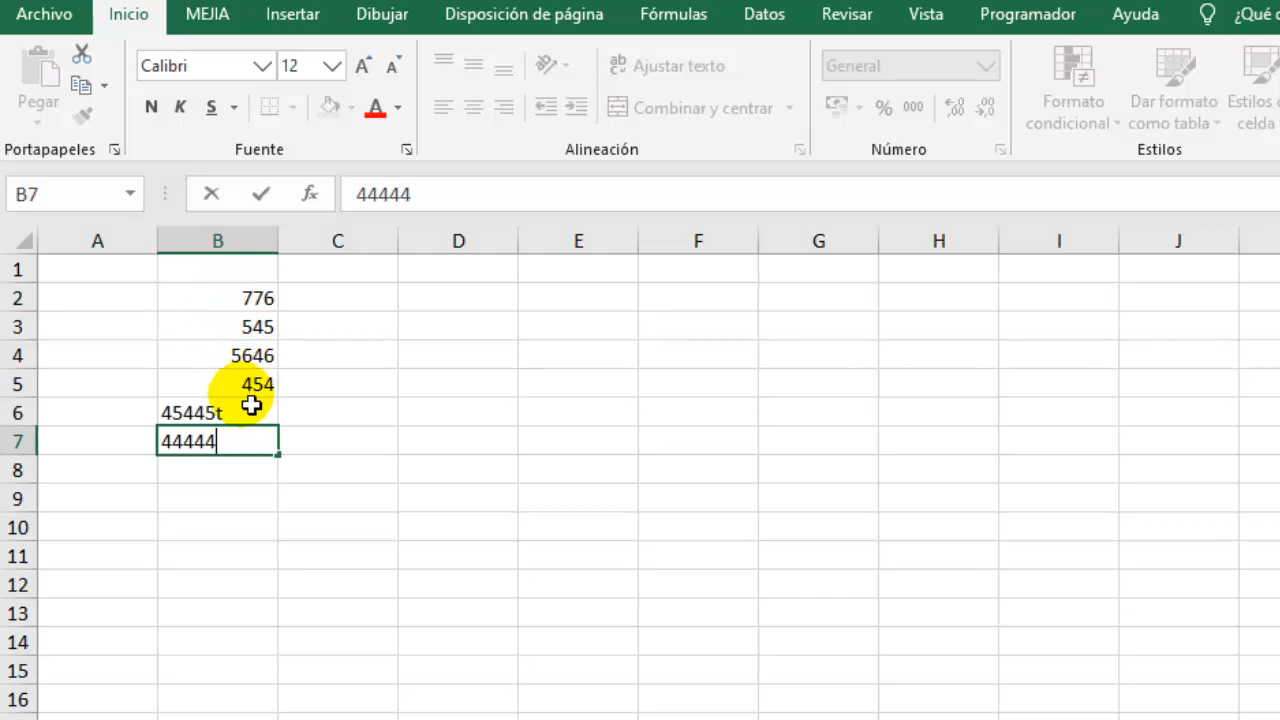 Archivo Inicio MEJIA Insertar Dibujar Disposición de página Fórmulas Datos Revisar Vista Programador Ayuda ¿Qué
Pegar
Calibri 12 A A
N K S A
ab Ajustar texto
Combinar y centrar
General
% 000
Formato condicional
Dar formato como tabla
Estilos de celda
Portapapeles Fuente Alineación Número Estilos
B7 fx 44444
A B C D E F G H I J
1
2 776
3 545
4 5646
5 454
6 45445t
7 44444
8
9
10
11
12
13
14
15
16